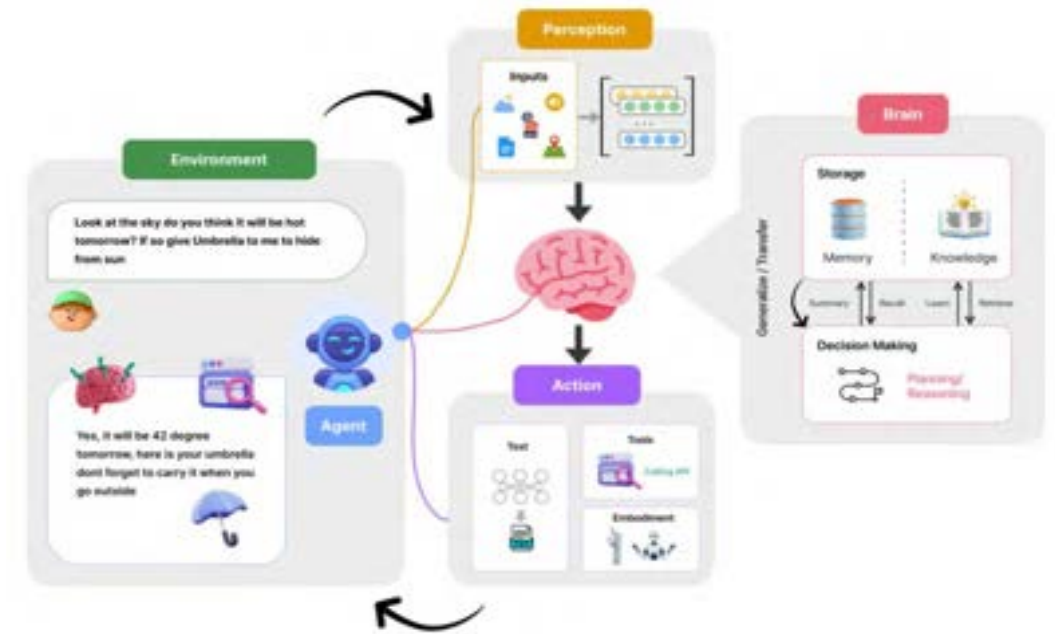 Perception
Inputs
Environment
Look at the sky do you think it will be hot
tomorrow? If so give Umbrella to me to hide
from sun
Agent
Yes, it will be 42 degree
tomorrow, here is your umbrella
dont forget to carry it when you
go outside
Action
Text
Tools
Calling API
Embodiment
Brain
Generalize / Transfer
Storage
Memory
Knowledge
Summary
Recall
Learn
Retrieve
Decision Making
Planning/
Reasoning